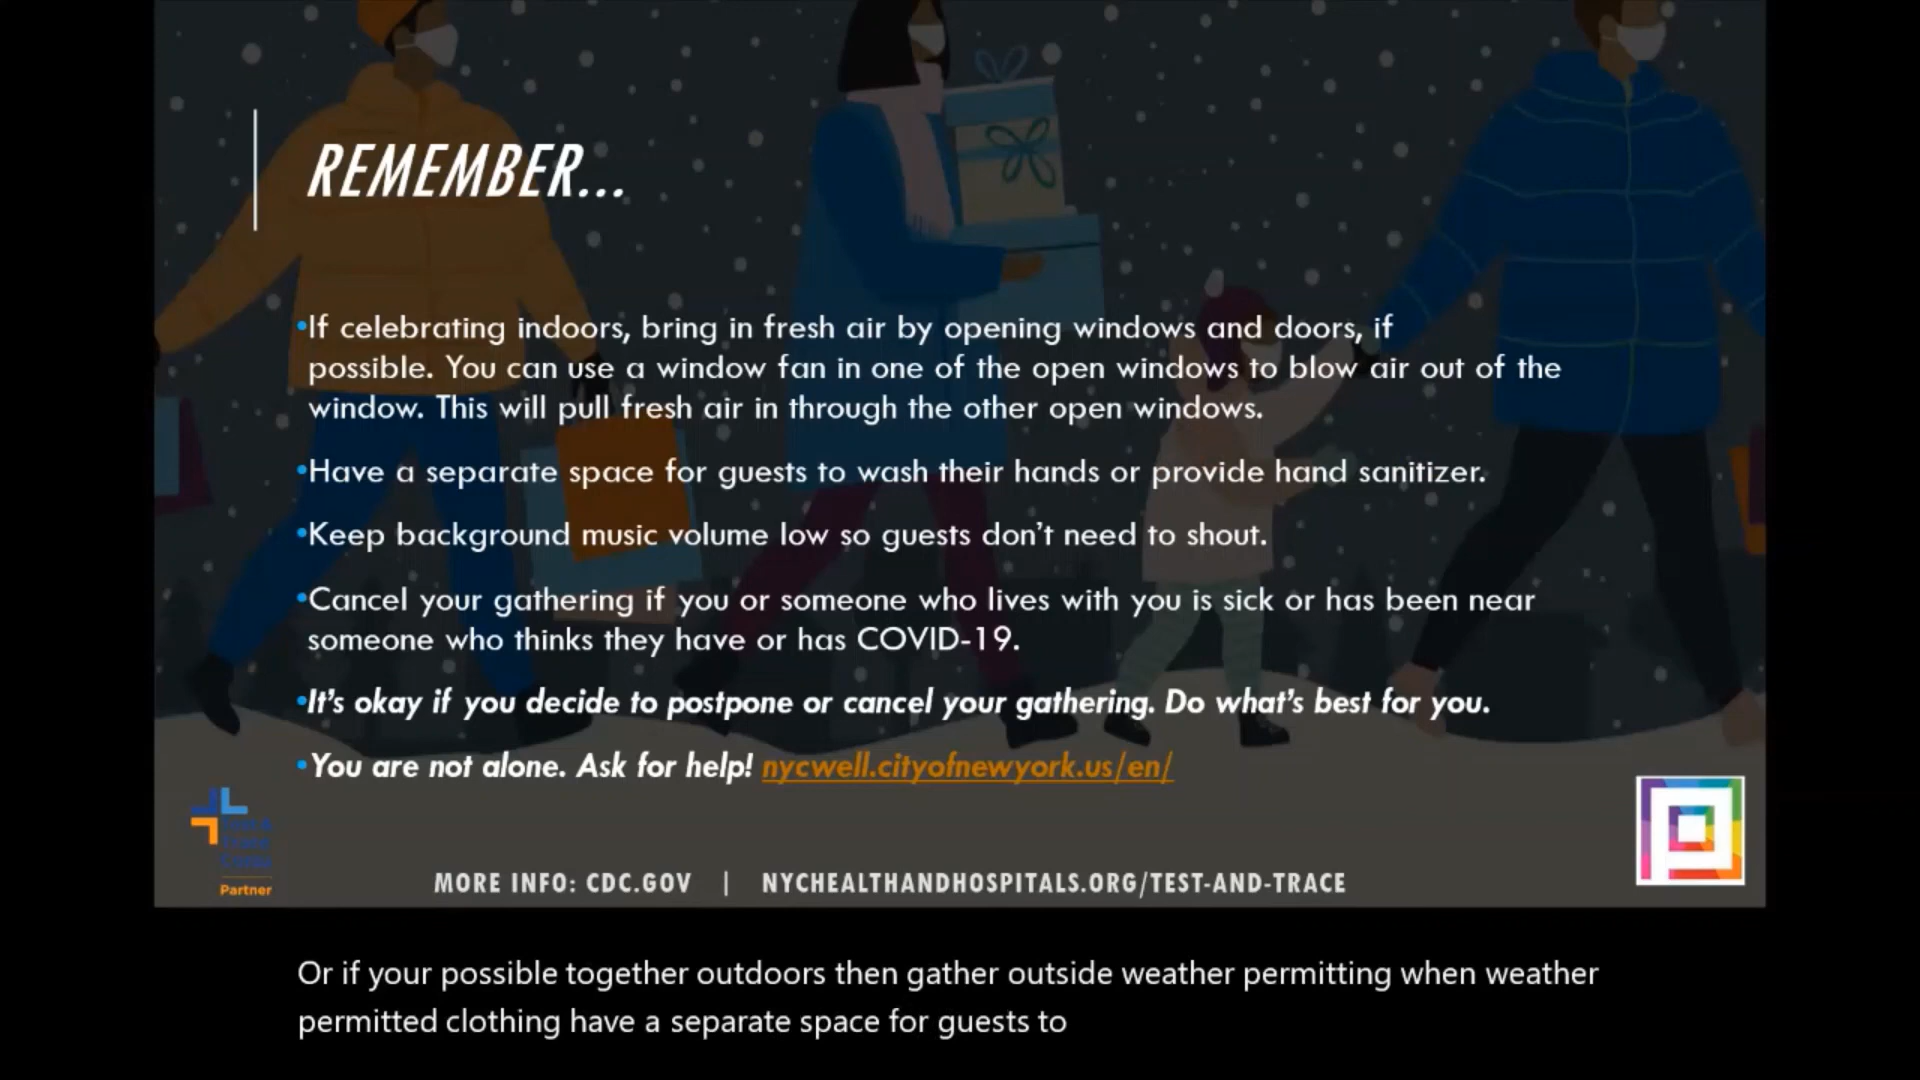 REMEMBER...
•If celebrating indoors, bring in fresh air by opening windows and doors, if
possible. You can use a window fan in one of the open windows to blow air out of the
window. This will pull fresh air in through the other open windows.
•Have a separate space for guests to wash their hands or provide hand sanitizer.
•Keep background music volume low so guests don't need to shout.
•Cancel your gathering if you or someone who lives with you is sick or has been near
someone who thinks they have or has COVID-19.
•It's okay if you decide to postpone or cancel your gathering. Do what's best for you.
•You are not alone. Ask for help! nycwell.cityofnewyork.us/en/
Partner
MORE INFO: CDC.GOV | NYCHEALTHANDHOSPITALS.ORG/TEST-AND-TRACE
Or if your possible together outdoors then gather outside weather permitting when weather
permitted clothing have a separate space for guests to